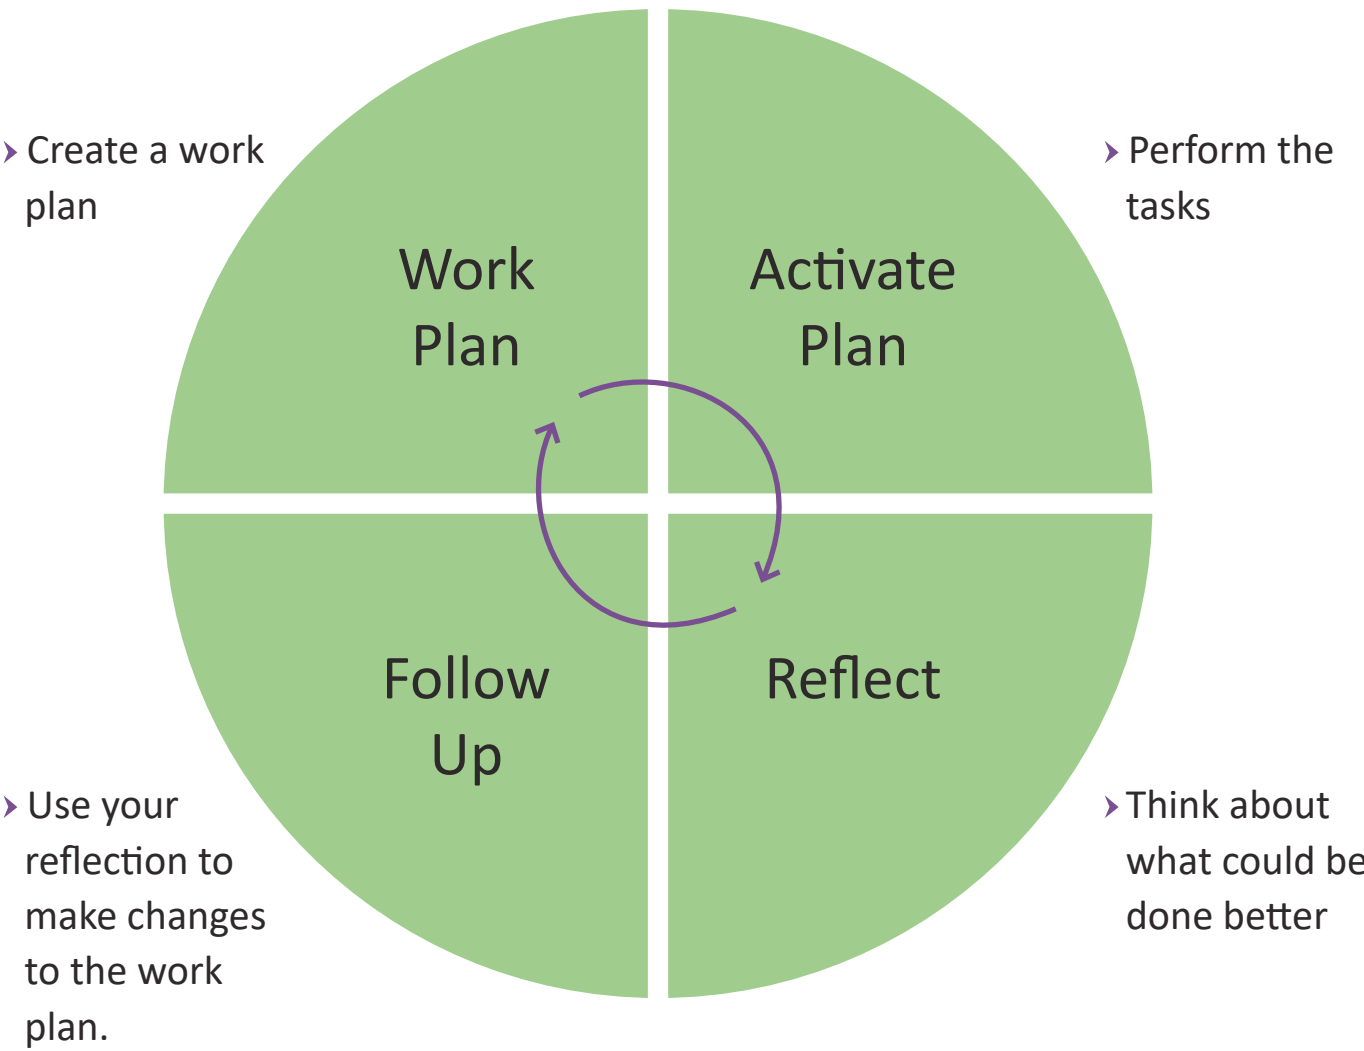 Create a work
plan
Work
Plan
Activate
Plan
Perform the
tasks
Follow
Up
Reflect
Use your
reflection to
make changes
to the work
plan.
Think about
what could be
done better